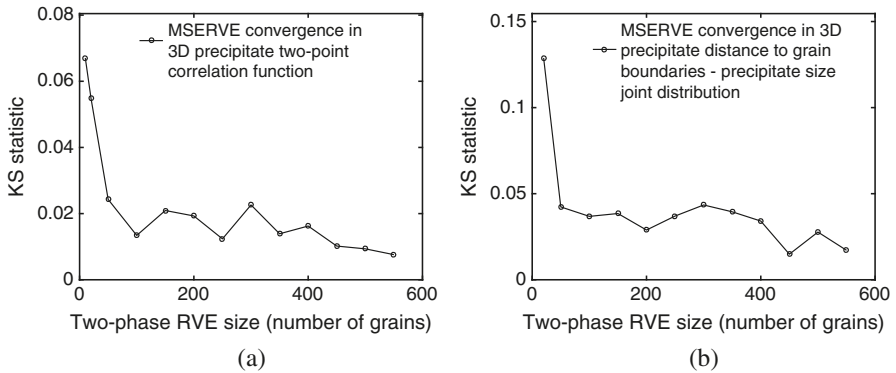 0.08
0.06
0.04
0.02
0
KS statistic
MSERVE convergence in
3D precipitate two-point
correlation function
0 200 400 600
Two-phase RVE size (number of grains)
(a)
0.15
0.1
0.05
0
KS statistic
MSERVE convergence in 3D
precipitate distance to grain
boundaries - precipitate size
joint distribution
0 200 400 600
Two-phase RVE size (number of grains)
(b)